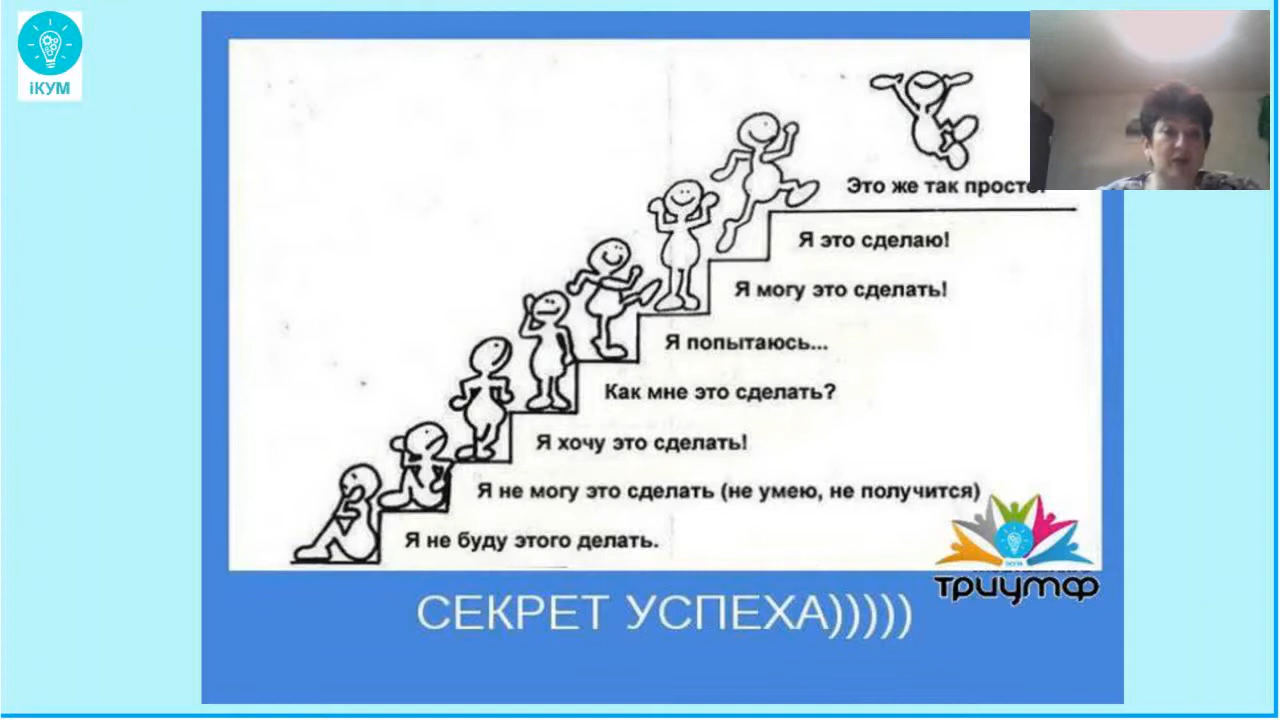 іКУМ
Это же так просто!
Я это сделаю!
Я могу это сделать!
Я попытаюсь...
Как мне это сделать?
Я хочу это сделать!
Я не могу это сделать (не умею, не получится)
Я не буду этого делать.
триумф
СЕКРЕТ УСПЕХА)))))